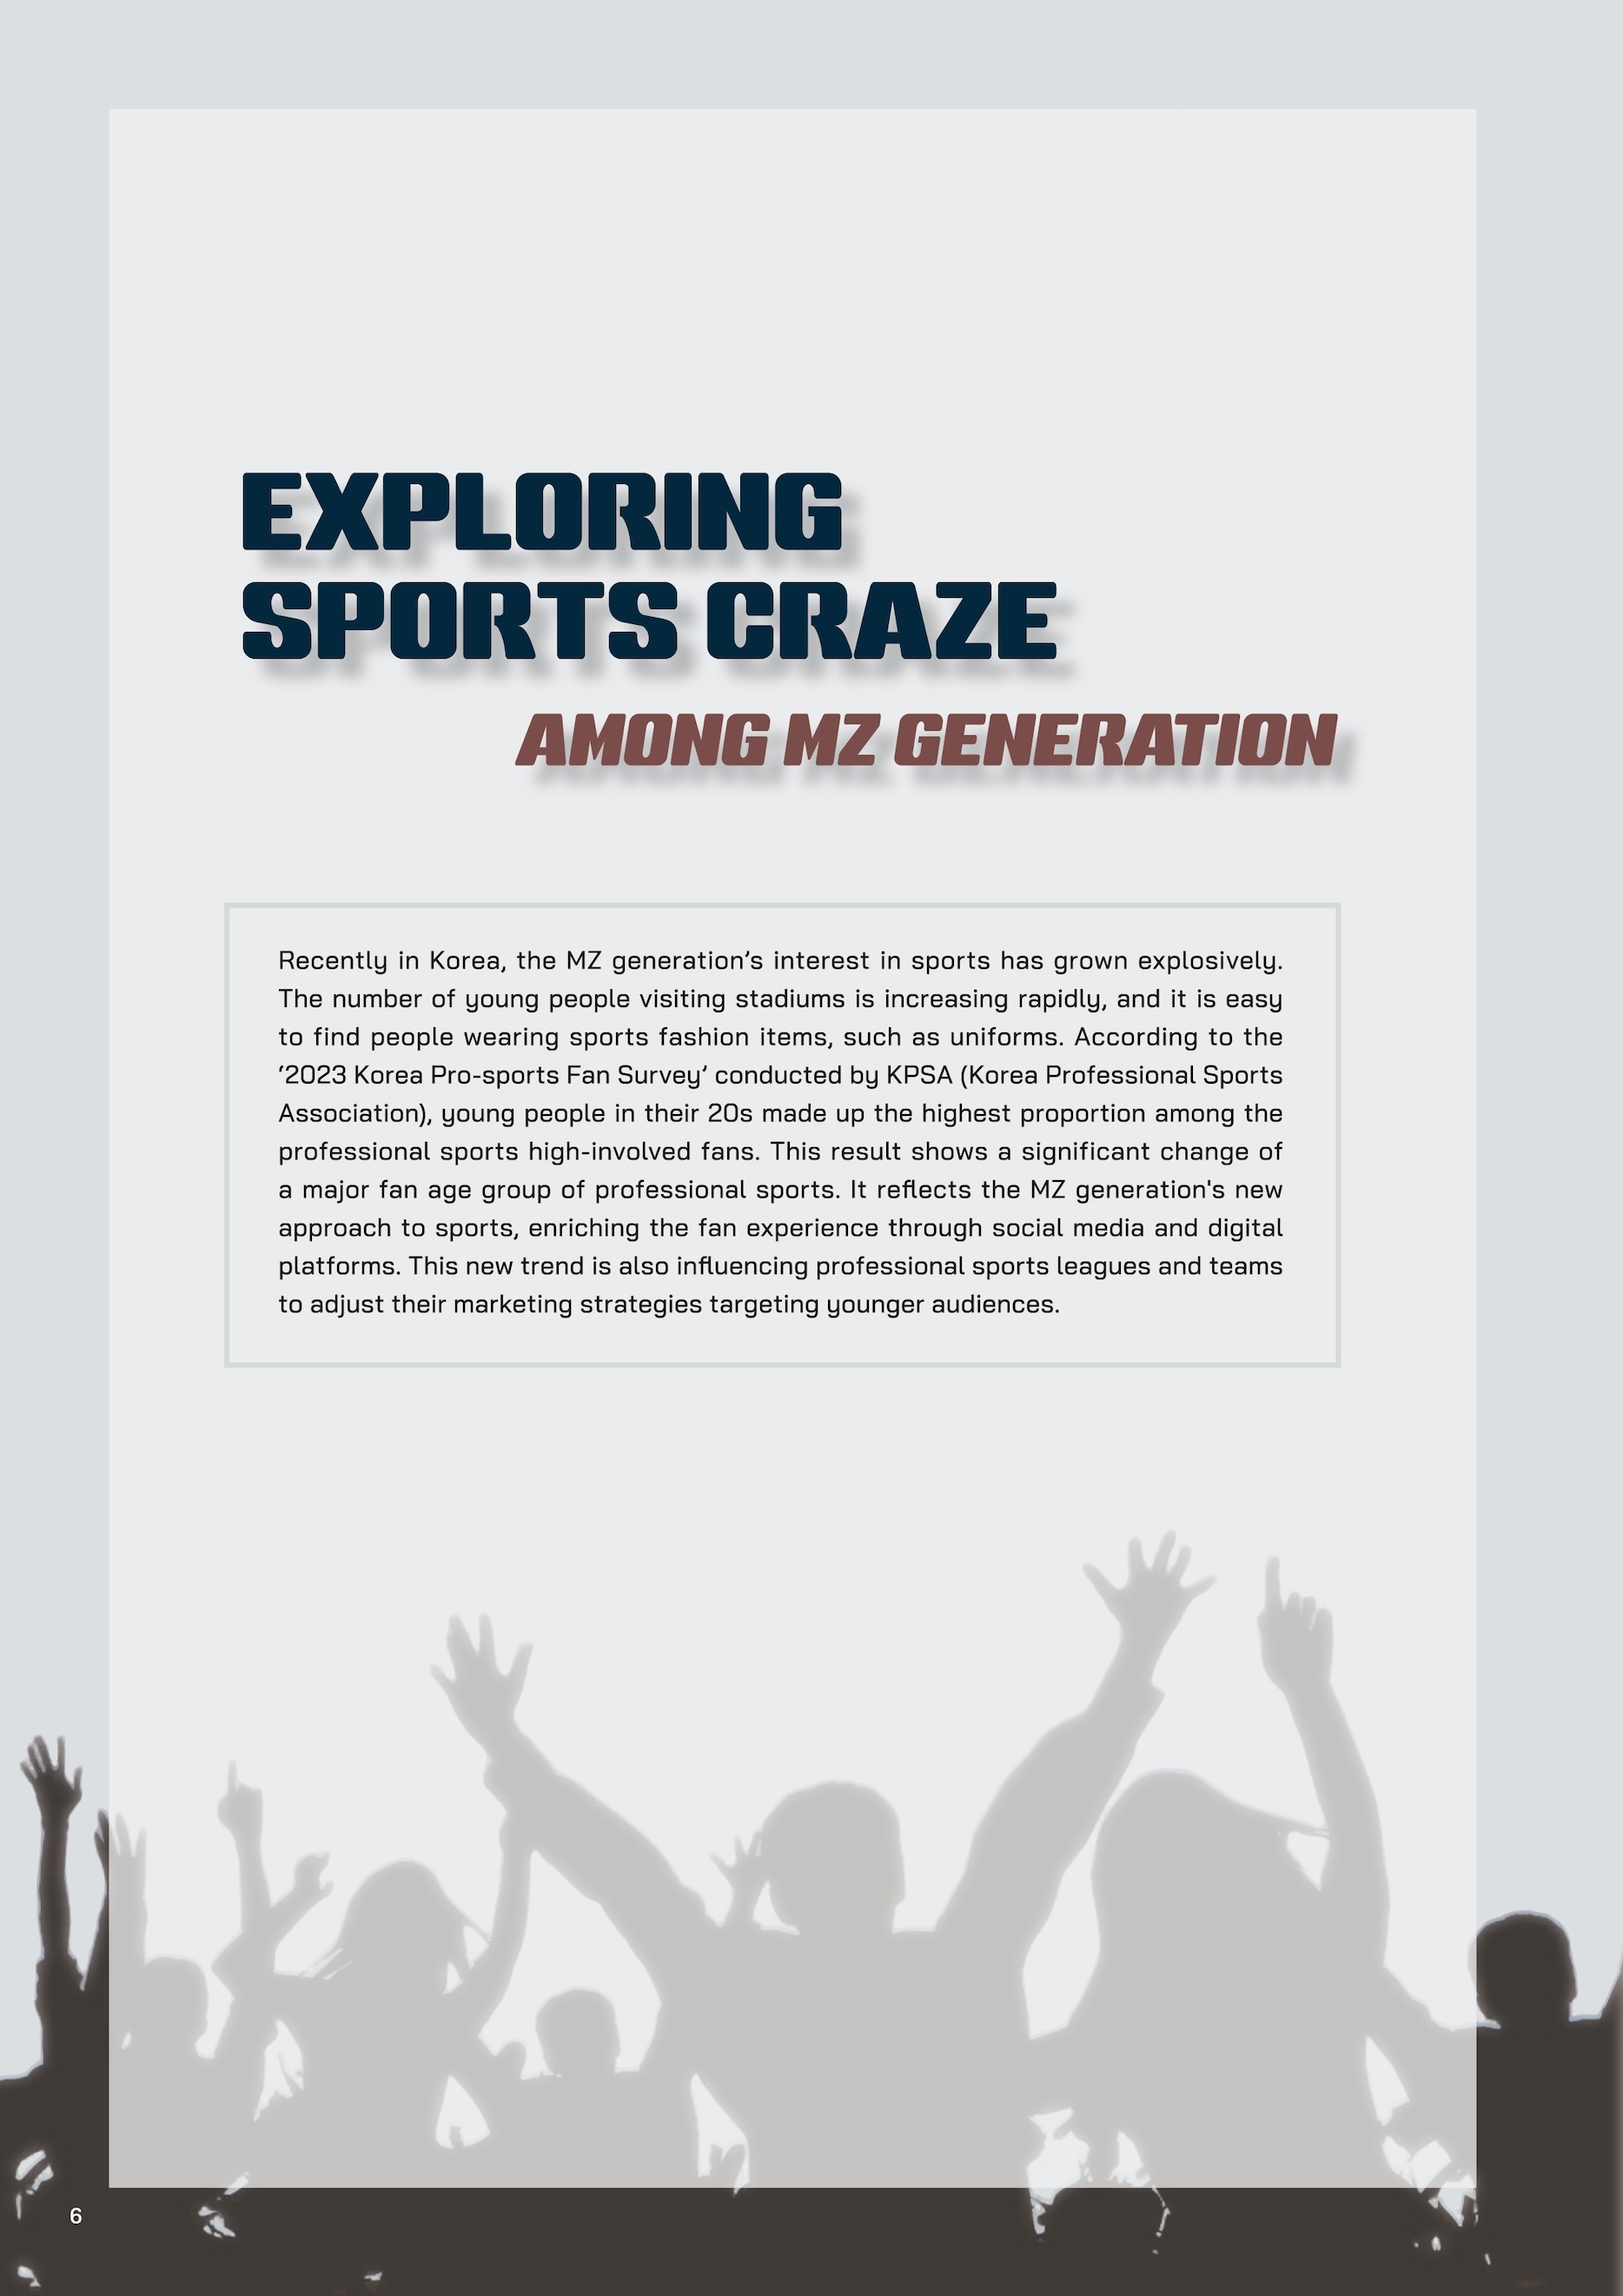 EXPLORING
SPORTS CRAZE
AMONG MZ GENERATION
Recently in Korea, the MZ generation’s interest in sports has grown explosively.
The number of young people visiting stadiums is increasing rapidly, and it is easy
to find people wearing sports fashion items, such as uniforms. According to the
‘2023 Korea Pro-sports Fan Survey’ conducted by KPSA (Korea Professional Sports
Association), young people in their 20s made up the highest proportion among the
professional sports high-involved fans. This result shows a significant change of
a major fan age group of professional sports. It reflects the MZ generation's new
approach to sports, enriching the fan experience through social media and digital
platforms. This new trend is also influencing professional sports leagues and teams
to adjust their marketing strategies targeting younger audiences.
6